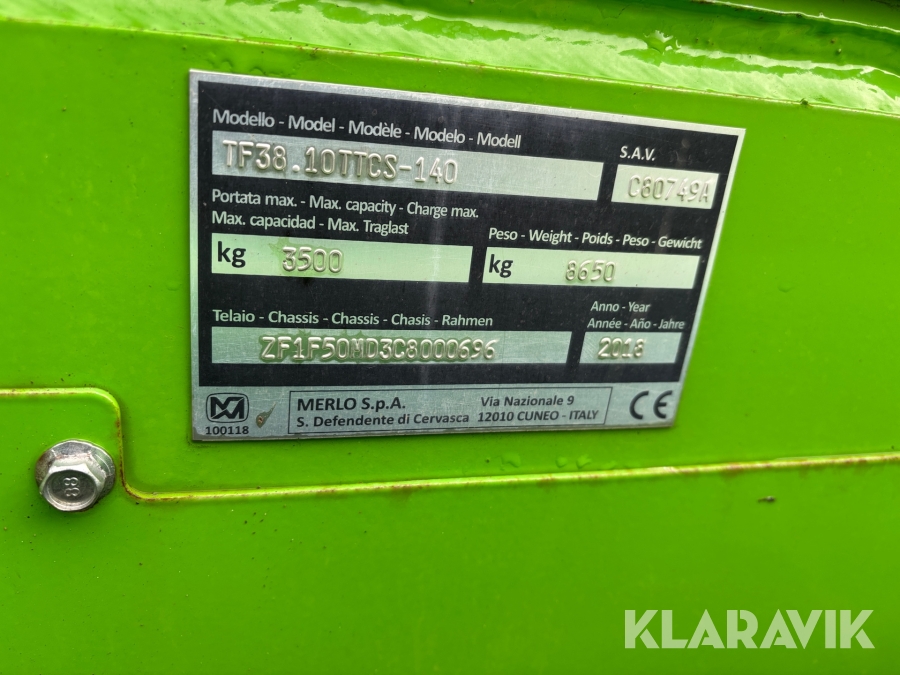 Modello - Model - Modèle - Modelo - Modell
TF38.10TTCS-140
S.A.V.
C80749A
Portata max. - Max. capacity - Charge max.
Max. capacidad - Max. Traglast
kg 3500
Peso - Weight - Poids - Peso - Gewicht
kg 8650
Telaio - Chassis - Chassis - Chasis - Rahmen
ZF1F50MD3C8000696
Anno - Year
Année - Año - Jahre
2018
100118
MERLO S.p.A.
S. Defendente di Cervasca
Via Nazionale 9
12010 CUNEO - ITALY
CE
88
KLARAVIK